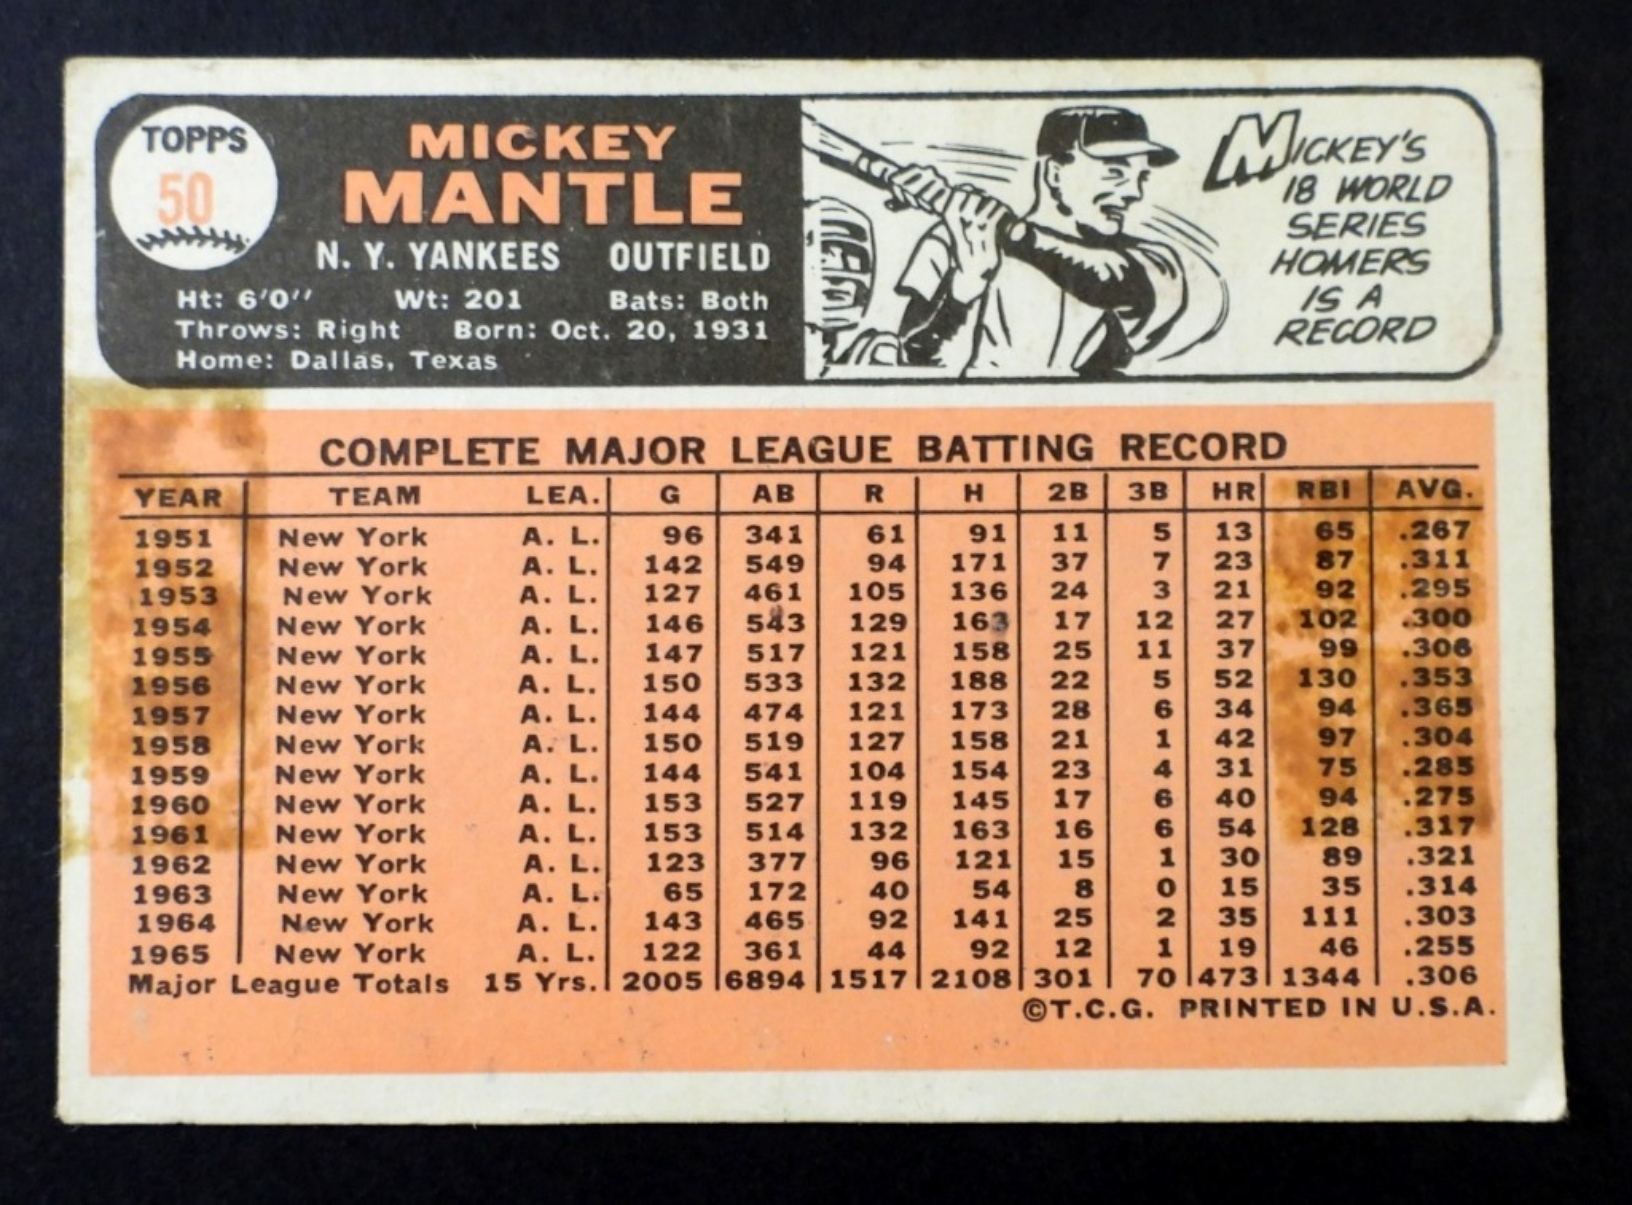 TOPPS
50
MICKEY
MANTLE
N. Y. YANKEES OUTFIELD
Ht: 6'0'' Wt: 201 Bats: Both
Throws: Right Born: Oct. 20, 1931
Home: Dallas, Texas
MICKEY'S
18 WORLD
SERIES
HOMERS
IS A
RECORD
COMPLETE MAJOR LEAGUE BATTING RECORD
YEAR TEAM LEA. G AB R H 2B 3B HR RBI AVG.
1951 New York A. L. 96 341 61 91 11 5 13 65 .267
1952 New York A. L. 142 549 94 171 37 7 23 87 .311
1953 New York A. L. 127 461 105 136 24 3 21 92 .295
1954 New York A. L. 146 543 129 163 17 12 27 102 .300
1955 New York A. L. 147 517 121 158 25 11 37 99 .306
1956 New York A. L. 150 533 132 188 22 5 52 130 .353
1957 New York A. L. 144 474 121 173 28 6 34 94 .365
1958 New York A. L. 150 519 127 158 21 1 42 97 .304
1959 New York A. L. 144 541 104 154 23 4 31 75 .285
1960 New York A. L. 153 527 119 145 17 6 40 94 .275
1961 New York A. L. 153 514 132 163 16 6 54 128 .317
1962 New York A. L. 123 377 96 121 15 1 30 89 .321
1963 New York A. L. 65 172 40 54 8 0 15 35 .314
1964 New York A. L. 143 465 92 141 25 2 35 111 .303
1965 New York A. L. 122 361 44 92 12 1 19 46 .255
Major League Totals 15 Yrs. 2005 6894 1517 2108 301 70 473 1344 .306
©T.C.G. PRINTED IN U.S.A.